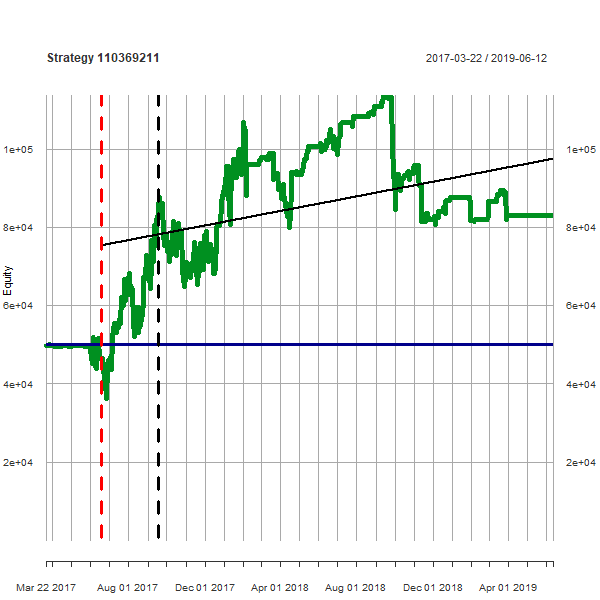 Strategy 110369211 2017-03-22 / 2019-06-12
1e+05 1e+05
8e+04 8e+04
Equity
6e+04 6e+04
4e+04 4e+04
2e+04 2e+04
Mar 22 2017 Aug 01 2017 Dec 01 2017 Apr 01 2018 Aug 01 2018 Dec 01 2018 Apr 01 2019